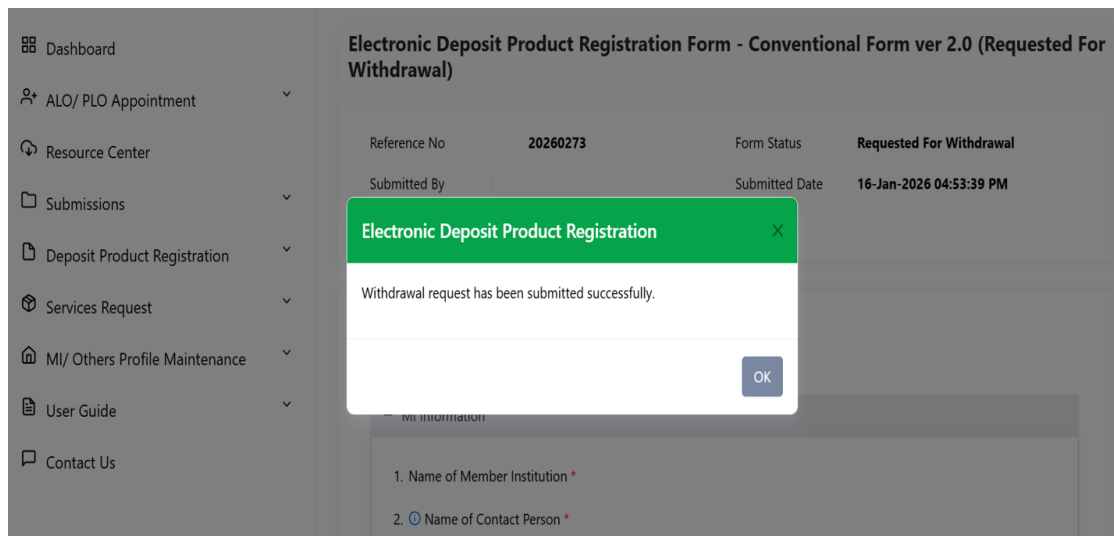 Dashboard
ALO/ PLO Appointment
Resource Center
Submissions
Deposit Product Registration
Services Request
MI/ Others Profile Maintenance
User Guide
Contact Us
Electronic Deposit Product Registration Form - Conventional Form ver 2.0 (Requested For
Withdrawal)
Reference No 20260273 Form Status Requested For Withdrawal
Submitted By Submitted Date 16-Jan-2026 04:53:39 PM
Electronic Deposit Product Registration
Withdrawal request has been submitted successfully.
OK
MI Information
1. Name of Member Institution *
2. Name of Contact Person *